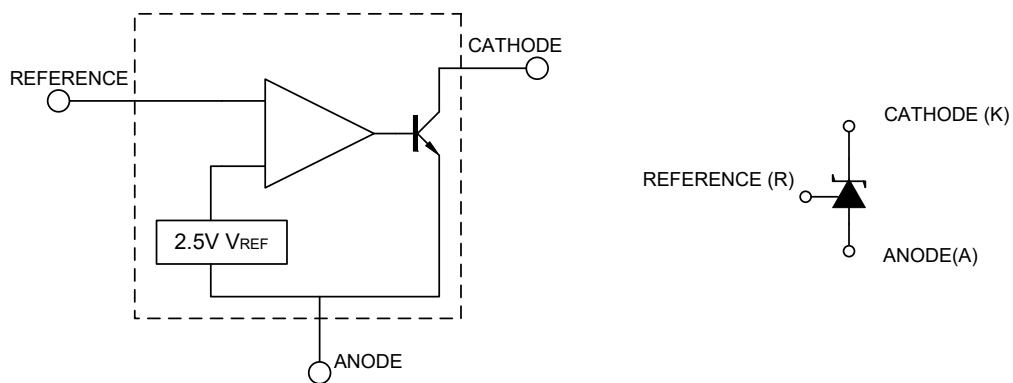 CATHODE
REFERENCE
2.5V VREF
ANODE
CATHODE (K)
REFERENCE (R)
ANODE(A)